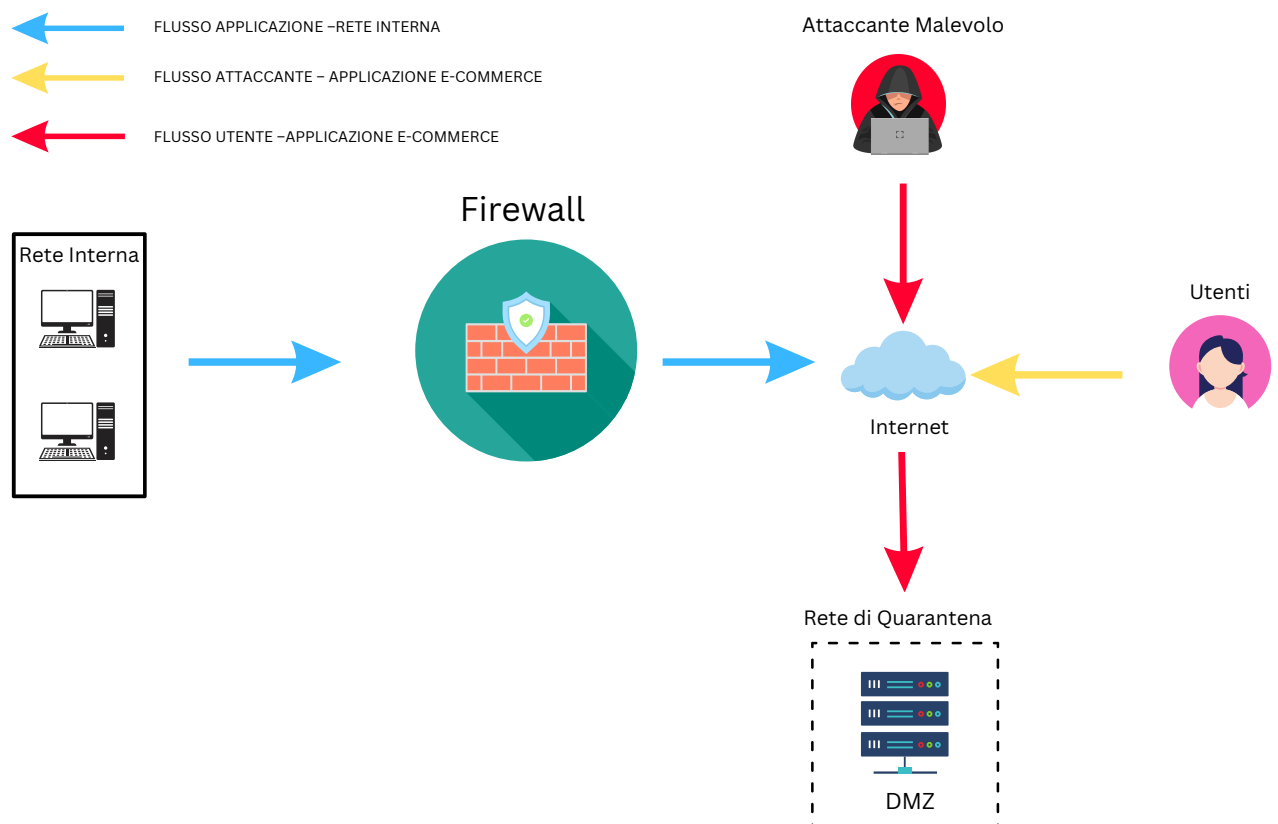 FLUSSO APPLICAZIONE –RETE INTERNA
FLUSSO ATTACCANTE – APPLICAZIONE E-COMMERCE
FLUSSO UTENTE –APPLICAZIONE E-COMMERCE
Attaccante Malevolo
Firewall
Rete Interna
Utenti
Internet
Rete di Quarantena
DMZ